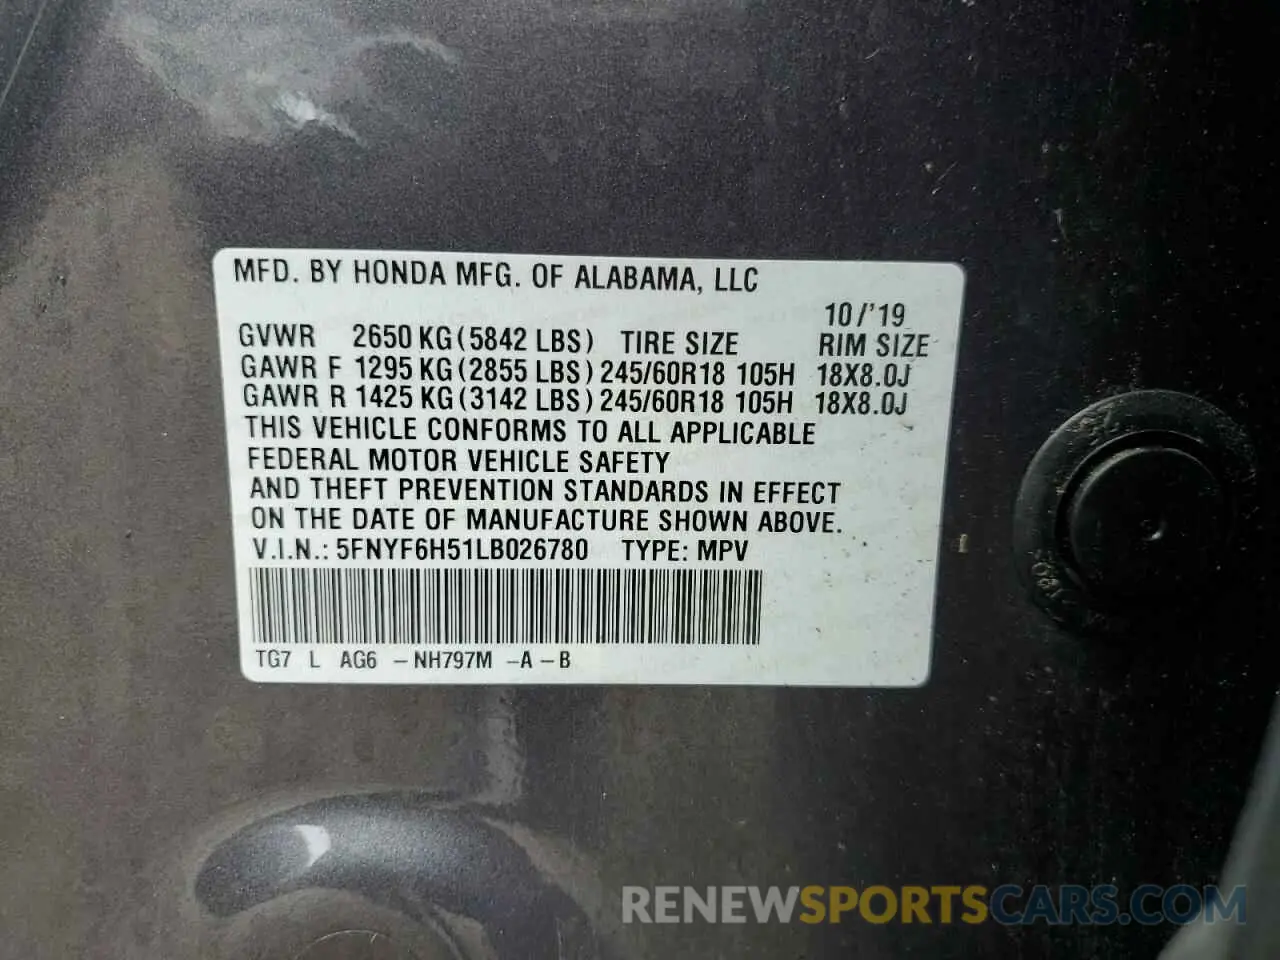 MFD. BY HONDA MFG. OF ALABAMA, LLC
10/'19
GVWR 2650 KG (5842 LBS) TIRE SIZE RIM SIZE
GAWR F 1295 KG (2855 LBS) 245/60R18 105H 18X8.0J
GAWR R 1425 KG (3142 LBS) 245/60R18 105H 18X8.0J
THIS VEHICLE CONFORMS TO ALL APPLICABLE
FEDERAL MOTOR VEHICLE SAFETY
AND THEFT PREVENTION STANDARDS IN EFFECT
ON THE DATE OF MANUFACTURE SHOWN ABOVE.
V.I.N.: 5FNYF6H51LB026780 TYPE: MPV
TG7 L AG6 -NH797M -A-B
RENEWSPORTSCARS.COM